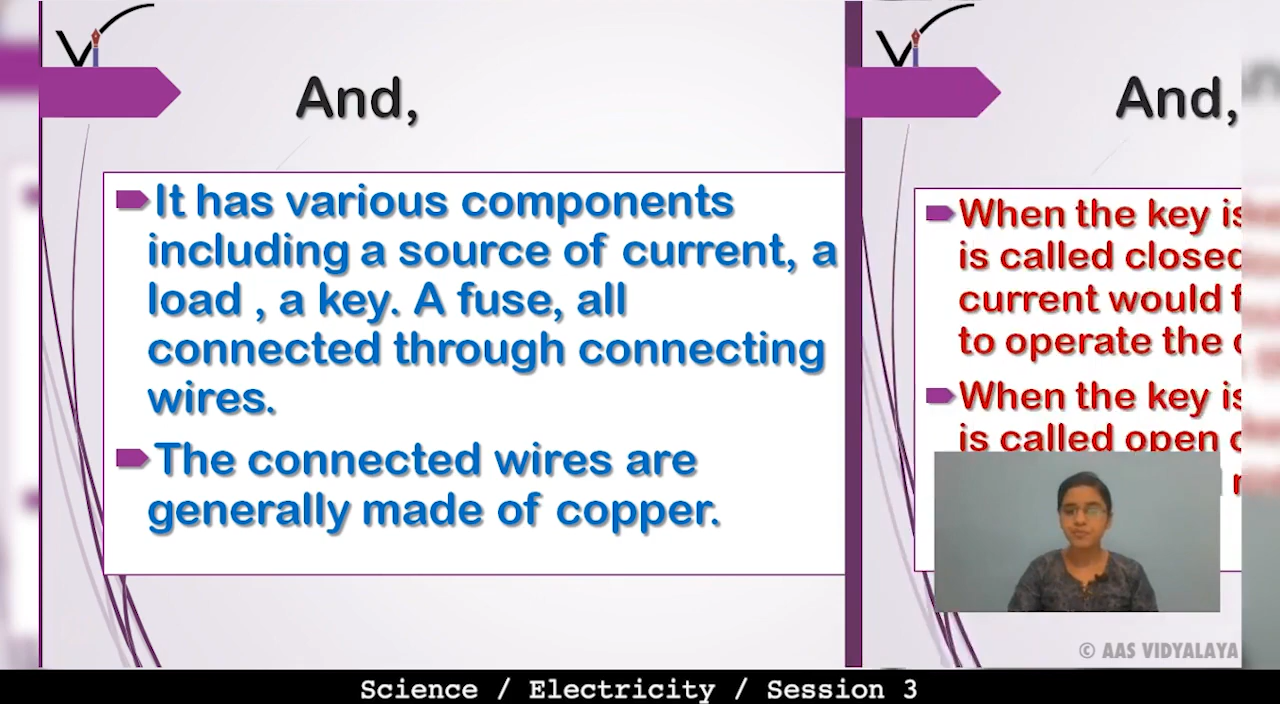 And,
It has various components
including a source of current, a
load , a key. A fuse, all
connected through connecting
wires.
The connected wires are
generally made of copper.
And,
When the key is
is called closed
current would f
to operate the c
When the key is
is called open
© AAS VIDYALAYA
Science / Electricity / Session 3